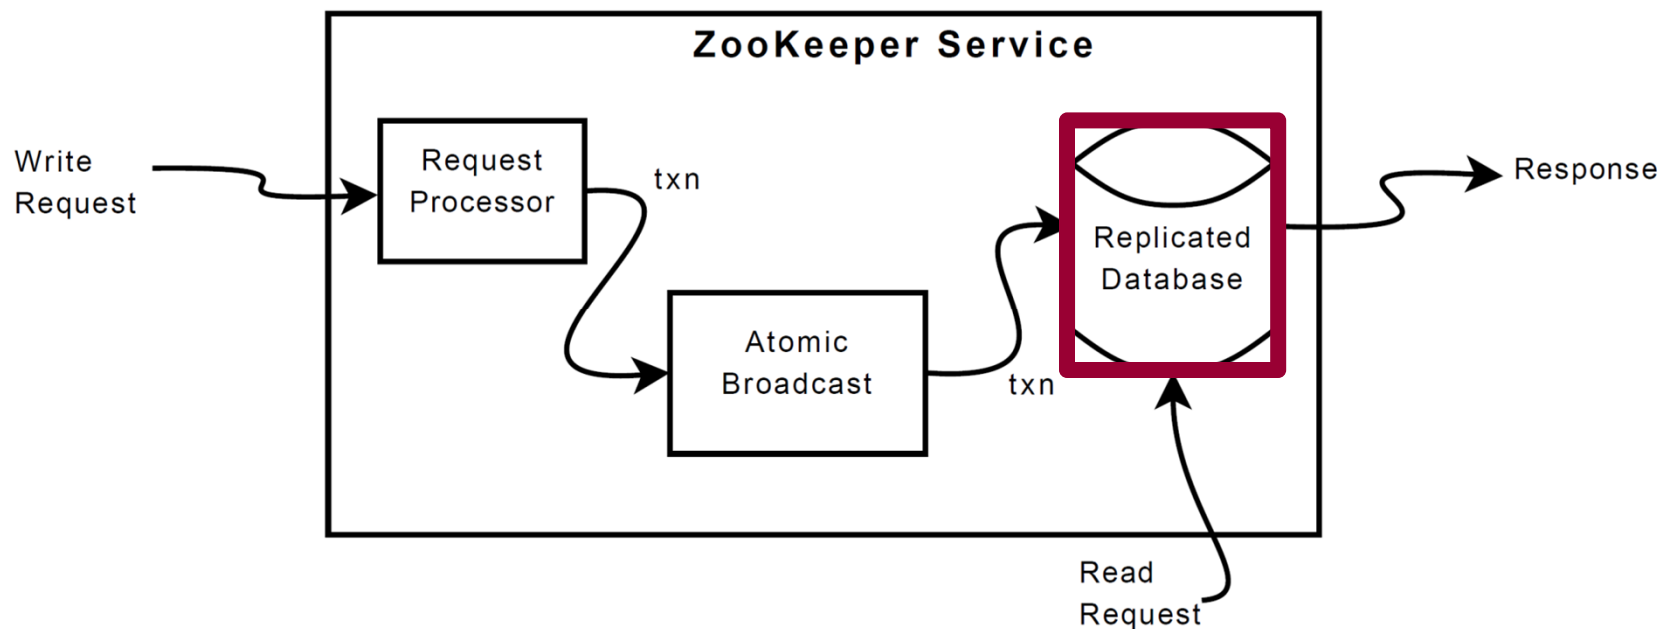 ZooKeeper Service
Write
Request
Request
Processor
txn
Atomic
Broadcast
txn
Replicated
Database
Response
Read
Request